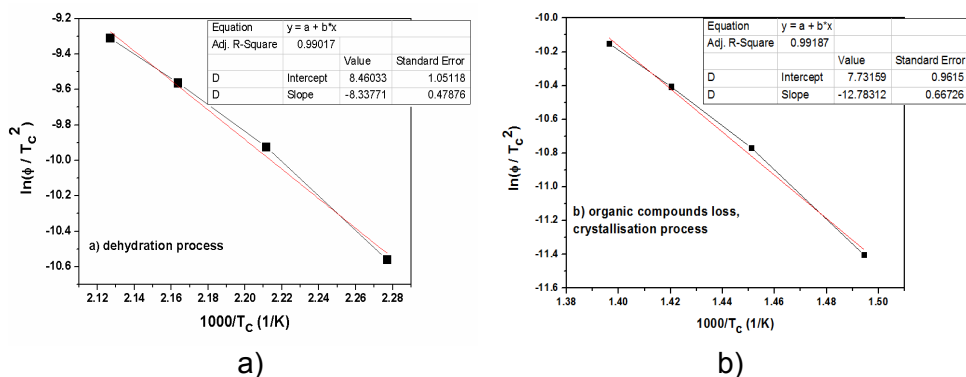 a)
Equation y = a + b*x
Adj. R-Square 0.99017
Value Standard Error
D Intercept 8.46033 1.05118
D Slope -8.33771 0.47876
-9.2
-9.4
-9.6
-9.8
-10.0
-10.2
-10.4
-10.6
ln(ϕ / T_C^2)
a) dehydration process
2.12 2.14 2.16 2.18 2.20 2.22 2.24 2.26 2.28
1000/T_C (1/K)
a)
b)
Equation y = a + b*x
Adj. R-Square 0.99187
Value Standard Error
D Intercept 7.73159 0.9615
D Slope -12.78312 0.66726
-10.0
-10.2
-10.4
-10.6
-10.8
-11.0
-11.2
-11.4
-11.6
ln(ϕ / T_C^2)
b) organic compounds loss,
crystallisation process
1.38 1.40 1.42 1.44 1.46 1.48 1.50
1000/T_C (1/K)
b)